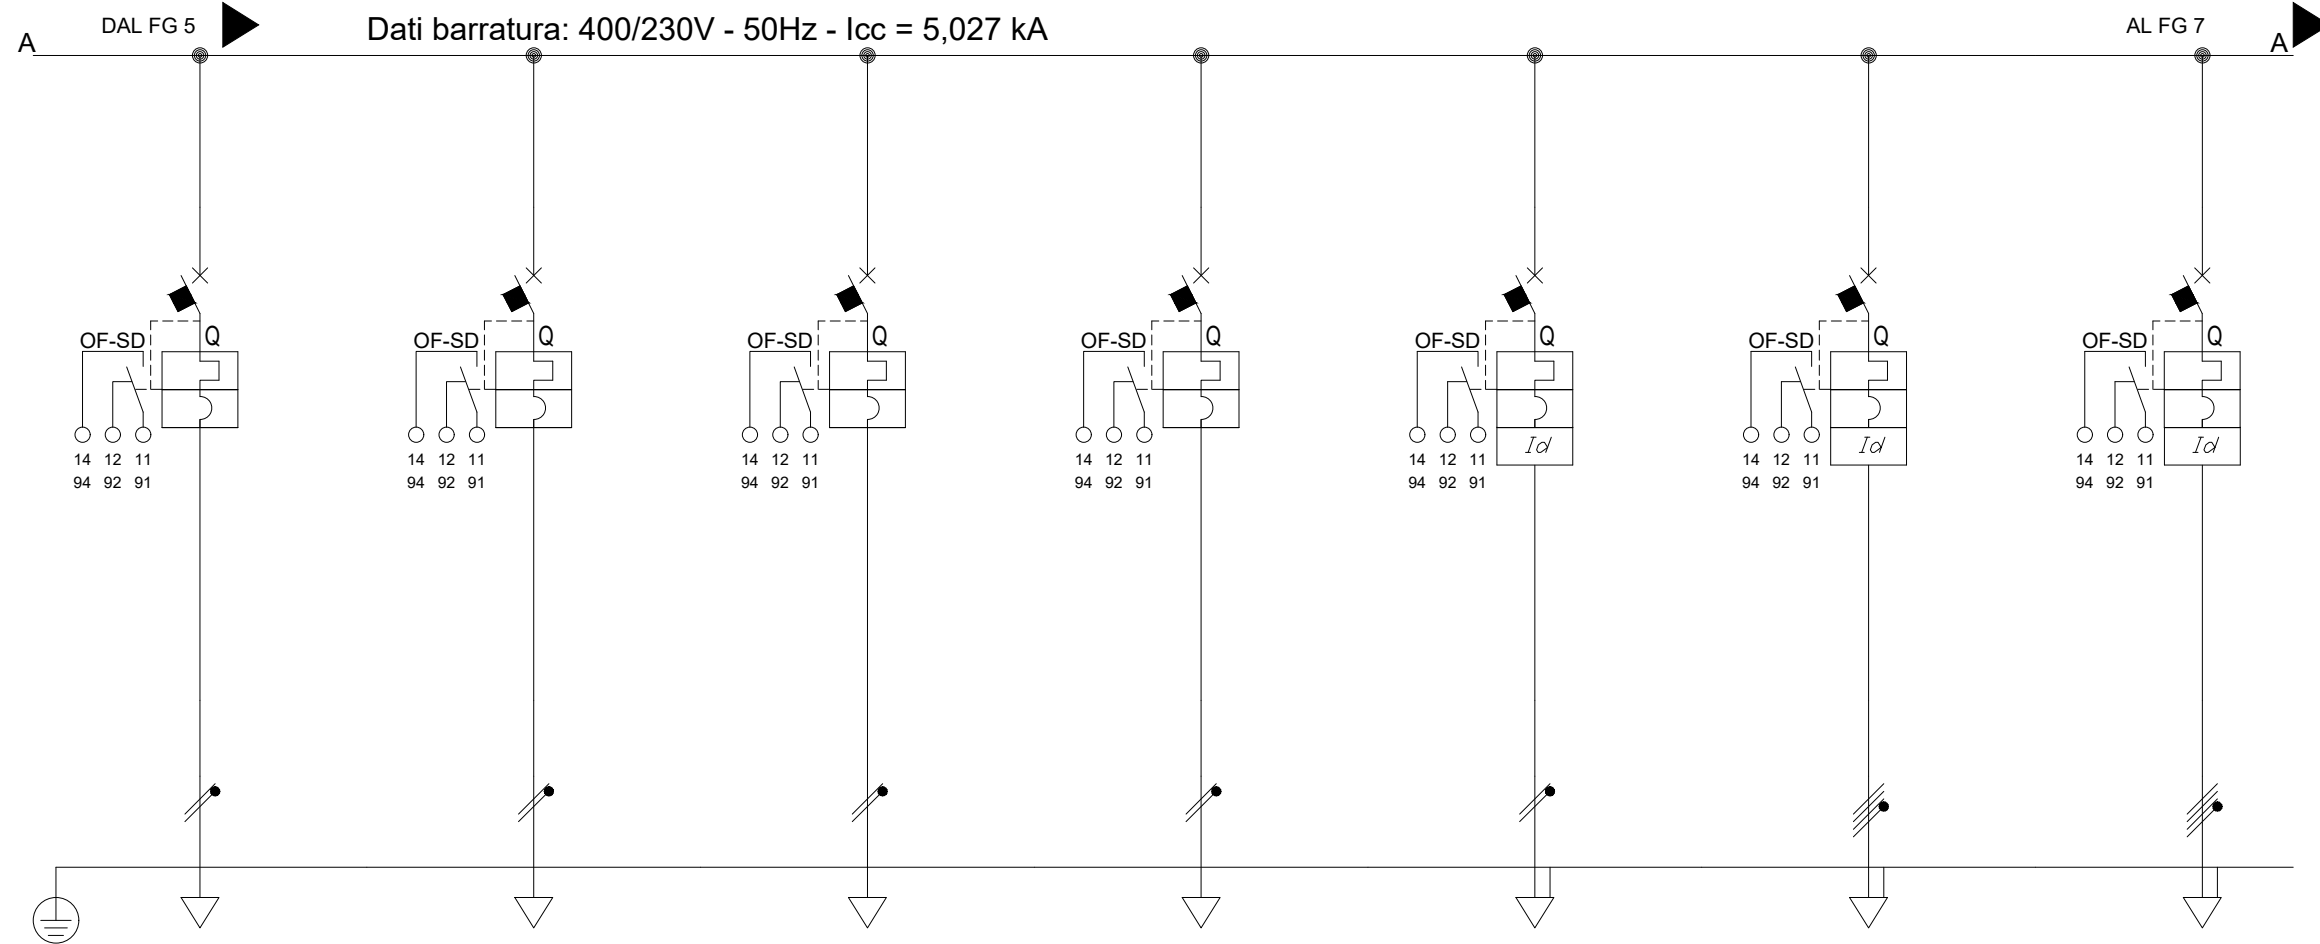 DAL FG 5
Dati barratura: 400/230V - 50Hz - Icc = 5,027 kA
AL FG 7
A
A
Q Q Q Q Q Q Q
OF-SD OF-SD OF-SD OF-SD OF-SD OF-SD OF-SD
Id Id Id
14 12 11 14 12 11 14 12 11 14 12 11 14 12 11 14 12 11 14 12 11
94 92 91 94 92 91 94 92 91 94 92 91 94 92 91 94 92 91 94 92 91